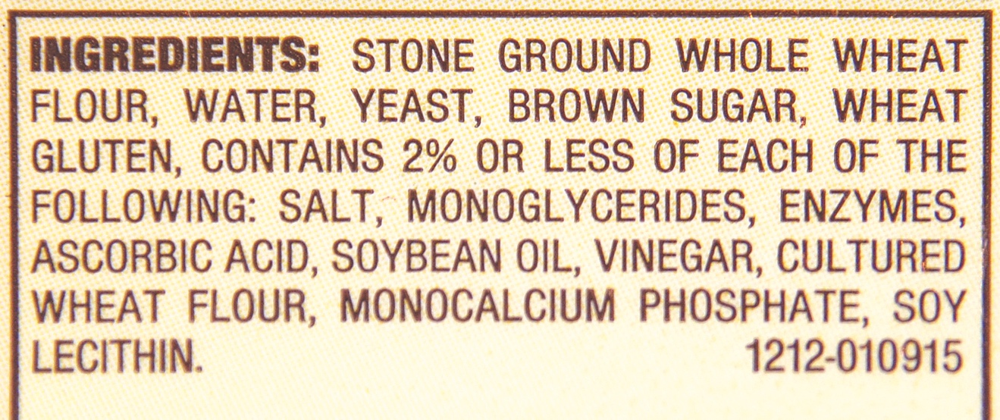 INGREDIENTS: STONE GROUND WHOLE WHEAT
FLOUR, WATER, YEAST, BROWN SUGAR, WHEAT
GLUTEN, CONTAINS 2% OR LESS OF EACH OF THE
FOLLOWING: SALT, MONOGLYCERIDES, ENZYMES,
ASCORBIC ACID, SOYBEAN OIL, VINEGAR, CULTURED
WHEAT FLOUR, MONOCALCIUM PHOSPHATE, SOY
LECITHIN. 1212-010915